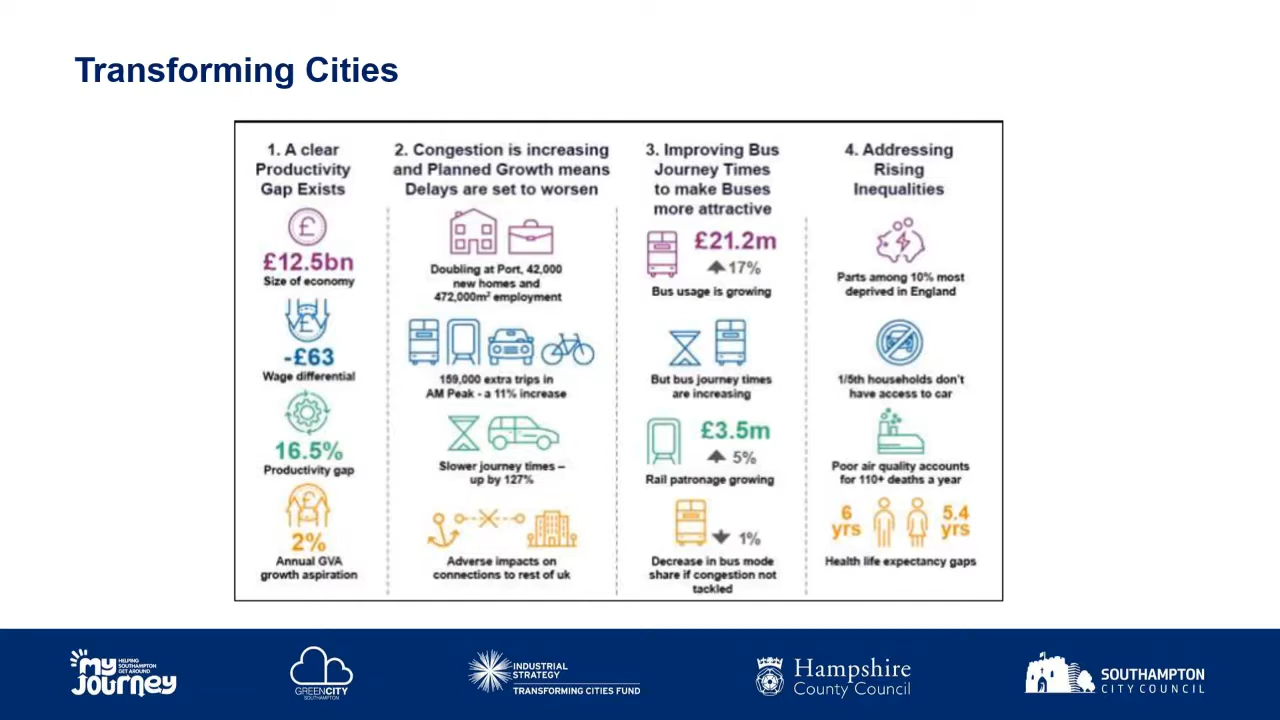 Transforming Cities
1. A clear
Productivity
Gap Exists
£12.5bn
Size of economy
-£63
Wage differential
16.5%
Productivity gap
2%
Annual GVA
growth aspiration
2. Congestion is increasing
and Planned Growth means
Delays are set to worsen
Doubling at Port, 42,000
new homes and
472,000m² employment
159,000 extra trips in
AM Peak - a 11% increase
Slower journey times –
up by 127%
Adverse impacts on
connections to rest of uk
3. Improving Bus
Journey Times
to make Buses
more attractive
£21.2m
17%
Bus usage is growing
But bus journey times
are increasing
£3.5m
5%
Rail patronage growing
1%
Decrease in bus mode
share if congestion not
tackled
4. Addressing
Rising
Inequalities
Parts among 10% most
deprived in England
1/5th households don't
have access to car
Poor air quality accounts
for 110+ deaths a year
6
yrs
5.4
yrs
Health life expectancy gaps
my
JOURNEY
HELPING
SOUTHAMPTON
GET AROUND
GREENCITY
SOUTHAMPTON
INDUSTRIAL
STRATEGY
TRANSFORMING CITIES FUND
Hampshire
County Council
SOUTHAMPTON
CITY COUNCIL